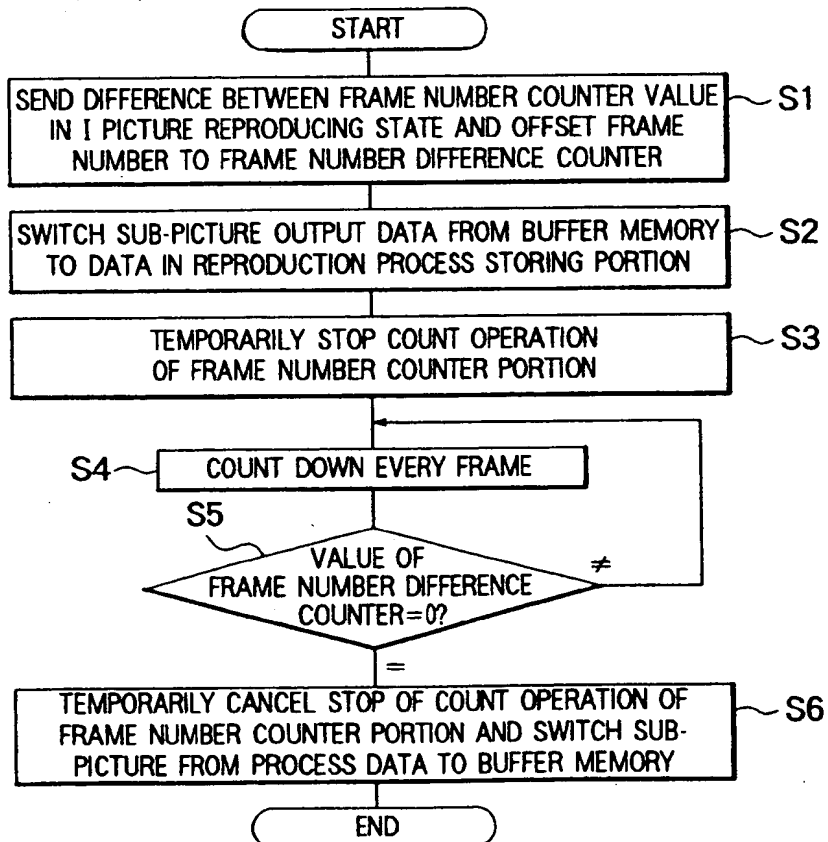 START
SEND DIFFERENCE BETWEEN FRAME NUMBER COUNTER VALUE
IN I PICTURE REPRODUCING STATE AND OFFSET FRAME
NUMBER TO FRAME NUMBER DIFFERENCE COUNTER
S1
SWITCH SUB-PICTURE OUTPUT DATA FROM BUFFER MEMORY
TO DATA IN REPRODUCTION PROCESS STORING PORTION
S2
TEMPORARILY STOP COUNT OPERATION
OF FRAME NUMBER COUNTER PORTION
S3
S4
COUNT DOWN EVERY FRAME
S5
VALUE OF
FRAME NUMBER DIFFERENCE
COUNTER=0?
≠
=
TEMPORARILY CANCEL STOP OF COUNT OPERATION OF
FRAME NUMBER COUNTER PORTION AND SWITCH SUB-
PICTURE FROM PROCESS DATA TO BUFFER MEMORY
S6
END